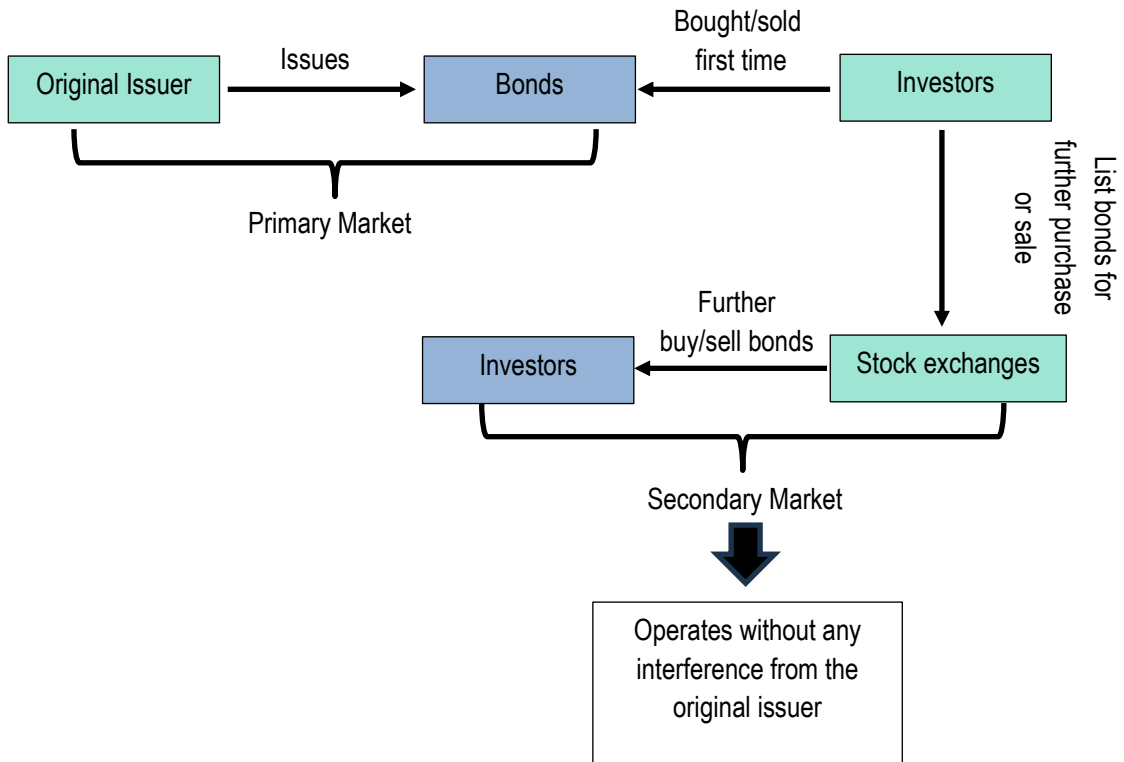 Original Issuer
Issues
Bonds
Bought/sold
first time
Investors
Primary Market
List bonds for
further purchase
or sale
Investors
Further
buy/sell bonds
Stock exchanges
Secondary Market
Operates without any
interference from the
original issuer